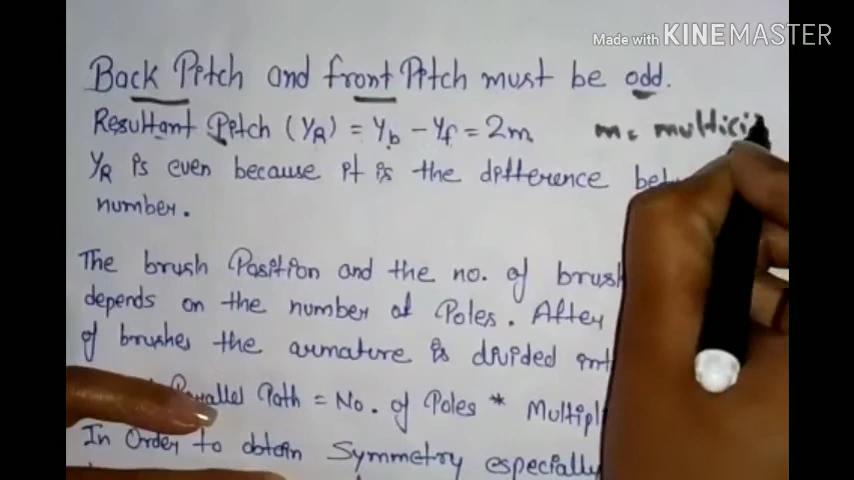 Made with KINEMASTER
Back Pitch and front Pitch must be odd.
Resultant Pitch (YR) = Yb - Yf = 2m m = multici
YR is even because it is the difference
number.
The brush Position and the no. of brush
depends on the number of Poles. After
of brushes the armature is divided
Parallel Path = No. of Poles *
In Order to obtain Symmetry especially